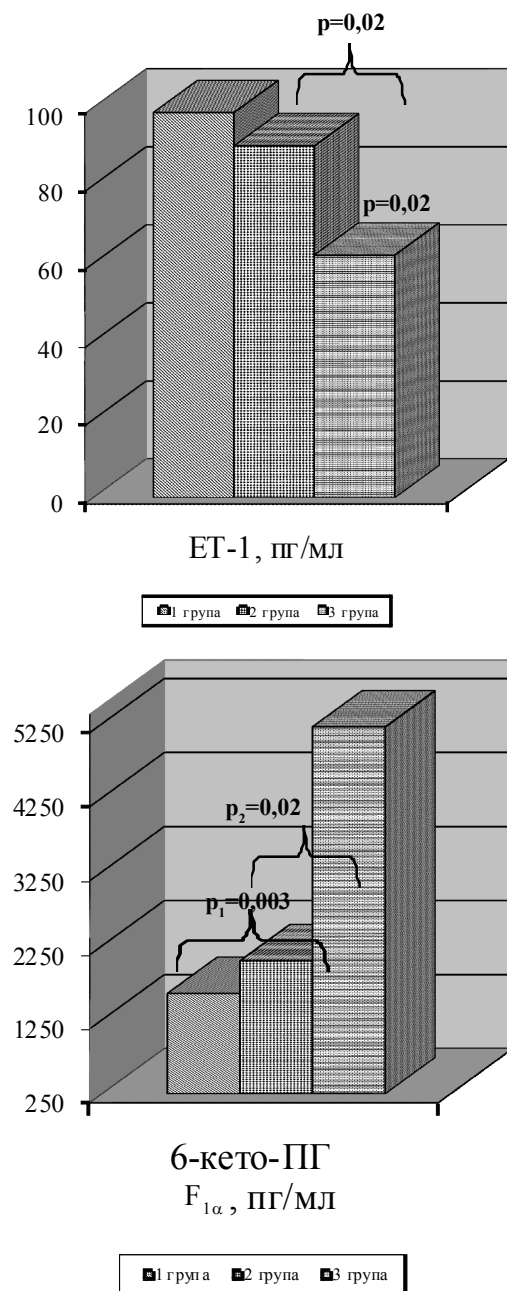 p=0,02
100
80
p=0,02
60
40
20
0
ЕТ-1, пг/мл
1 група 2 група 3 група
5250
4250
p2=0,02
3250
p1=0,003
2250
1250
250
6-кето-ПГ
F1α, пг/мл
1 група 2 група 3 група